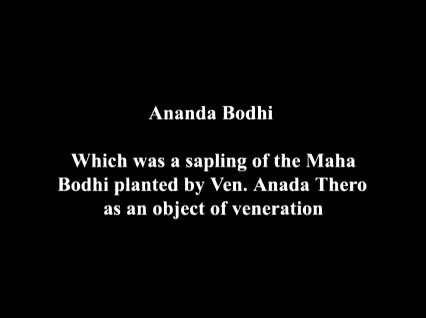 Ananda Bodhi
Which was a sapling of the Maha
Bodhi planted by Ven. Anada Thero
as an object of veneration